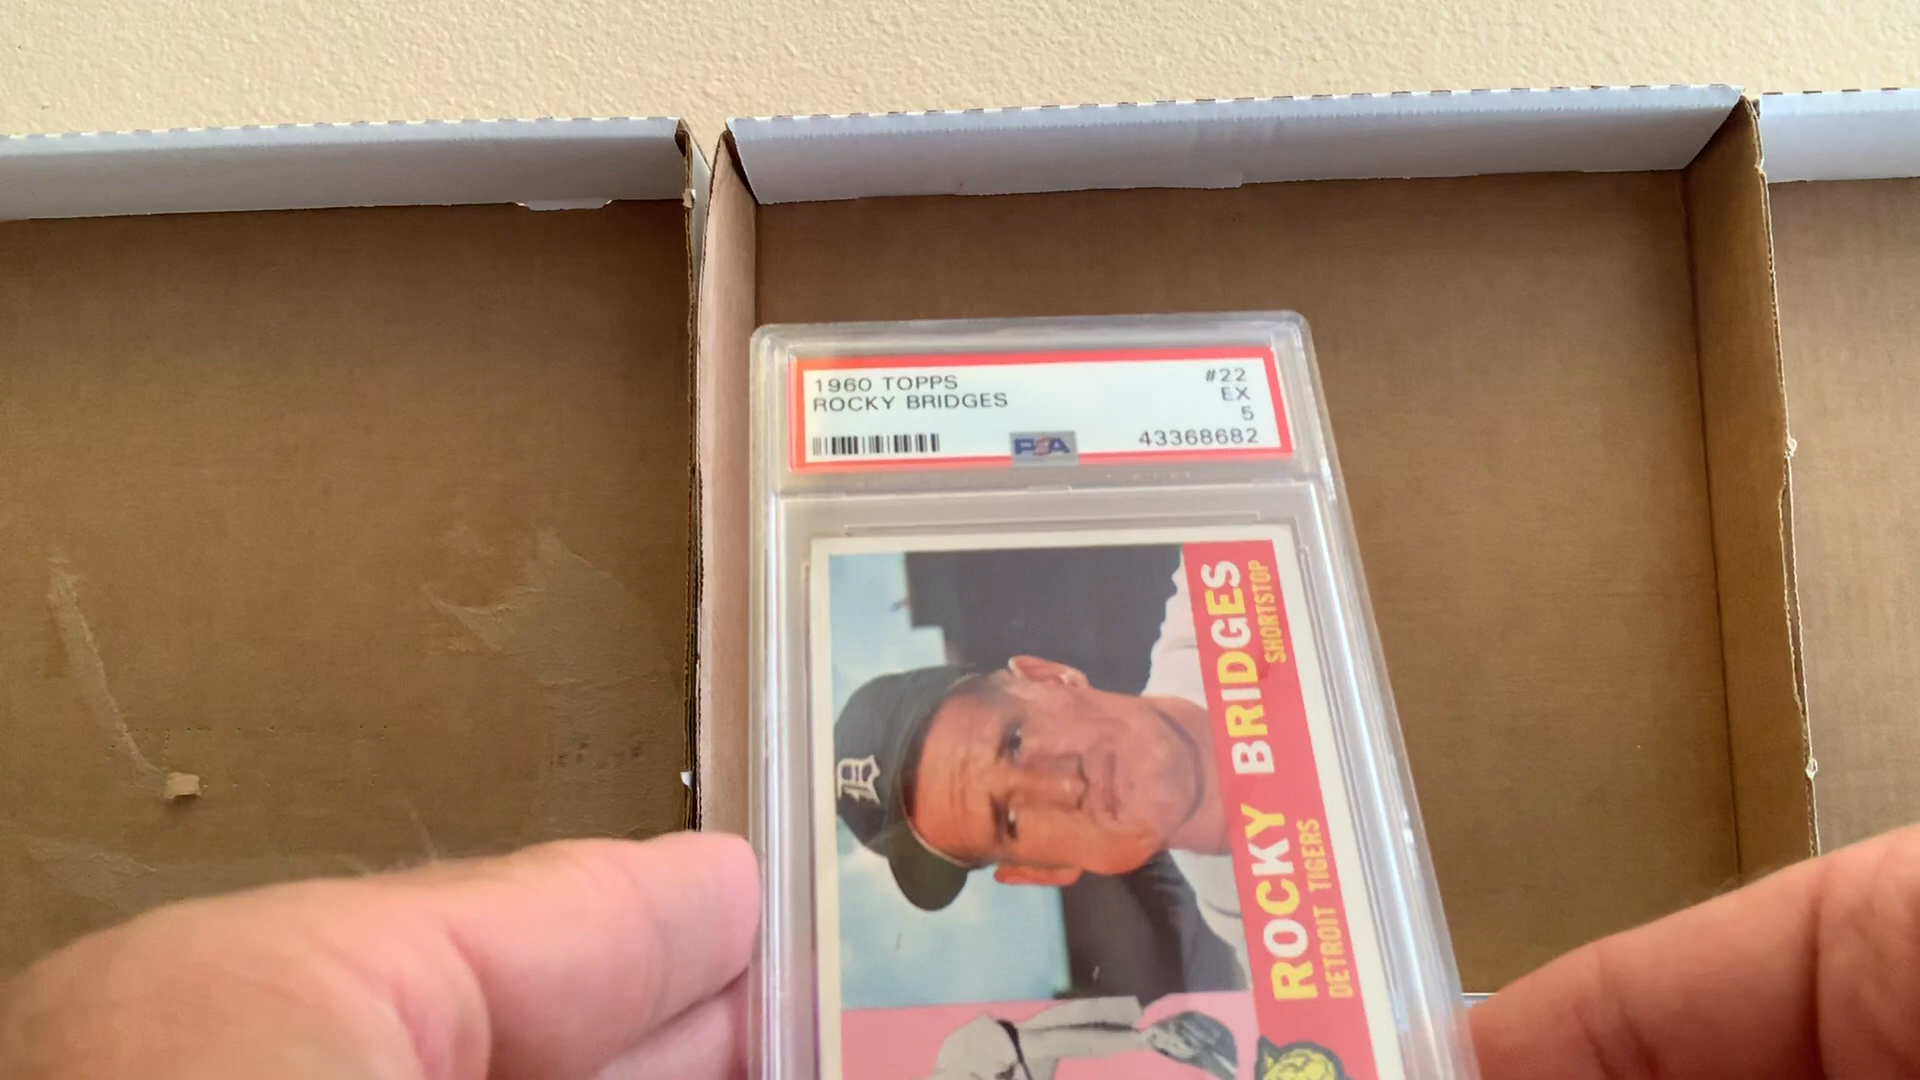 1960 TOPPS #22
ROCKY BRIDGES EX
5
PSA 43368682
ROCKY BRIDGES
DETROIT TIGERS SHORTSTOP
D